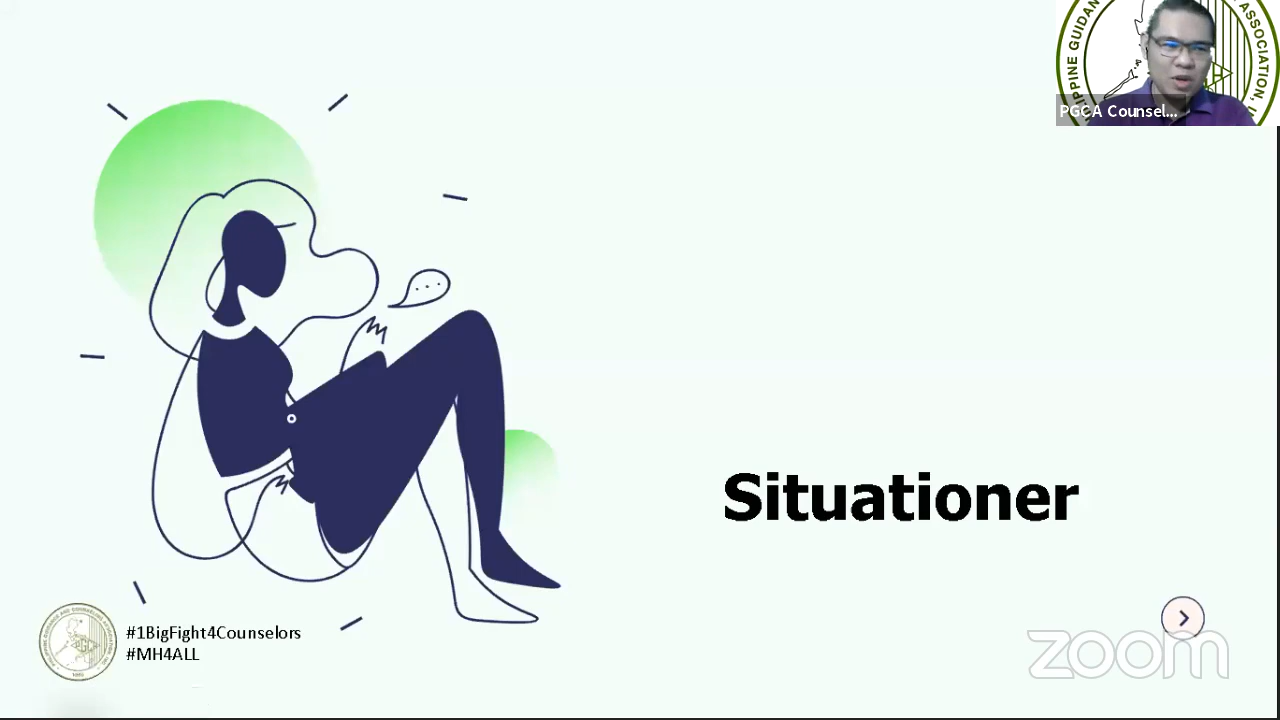 PGCA Counsel...
Situationer
#1BigFight4Counselors
#MH4ALL
zoom